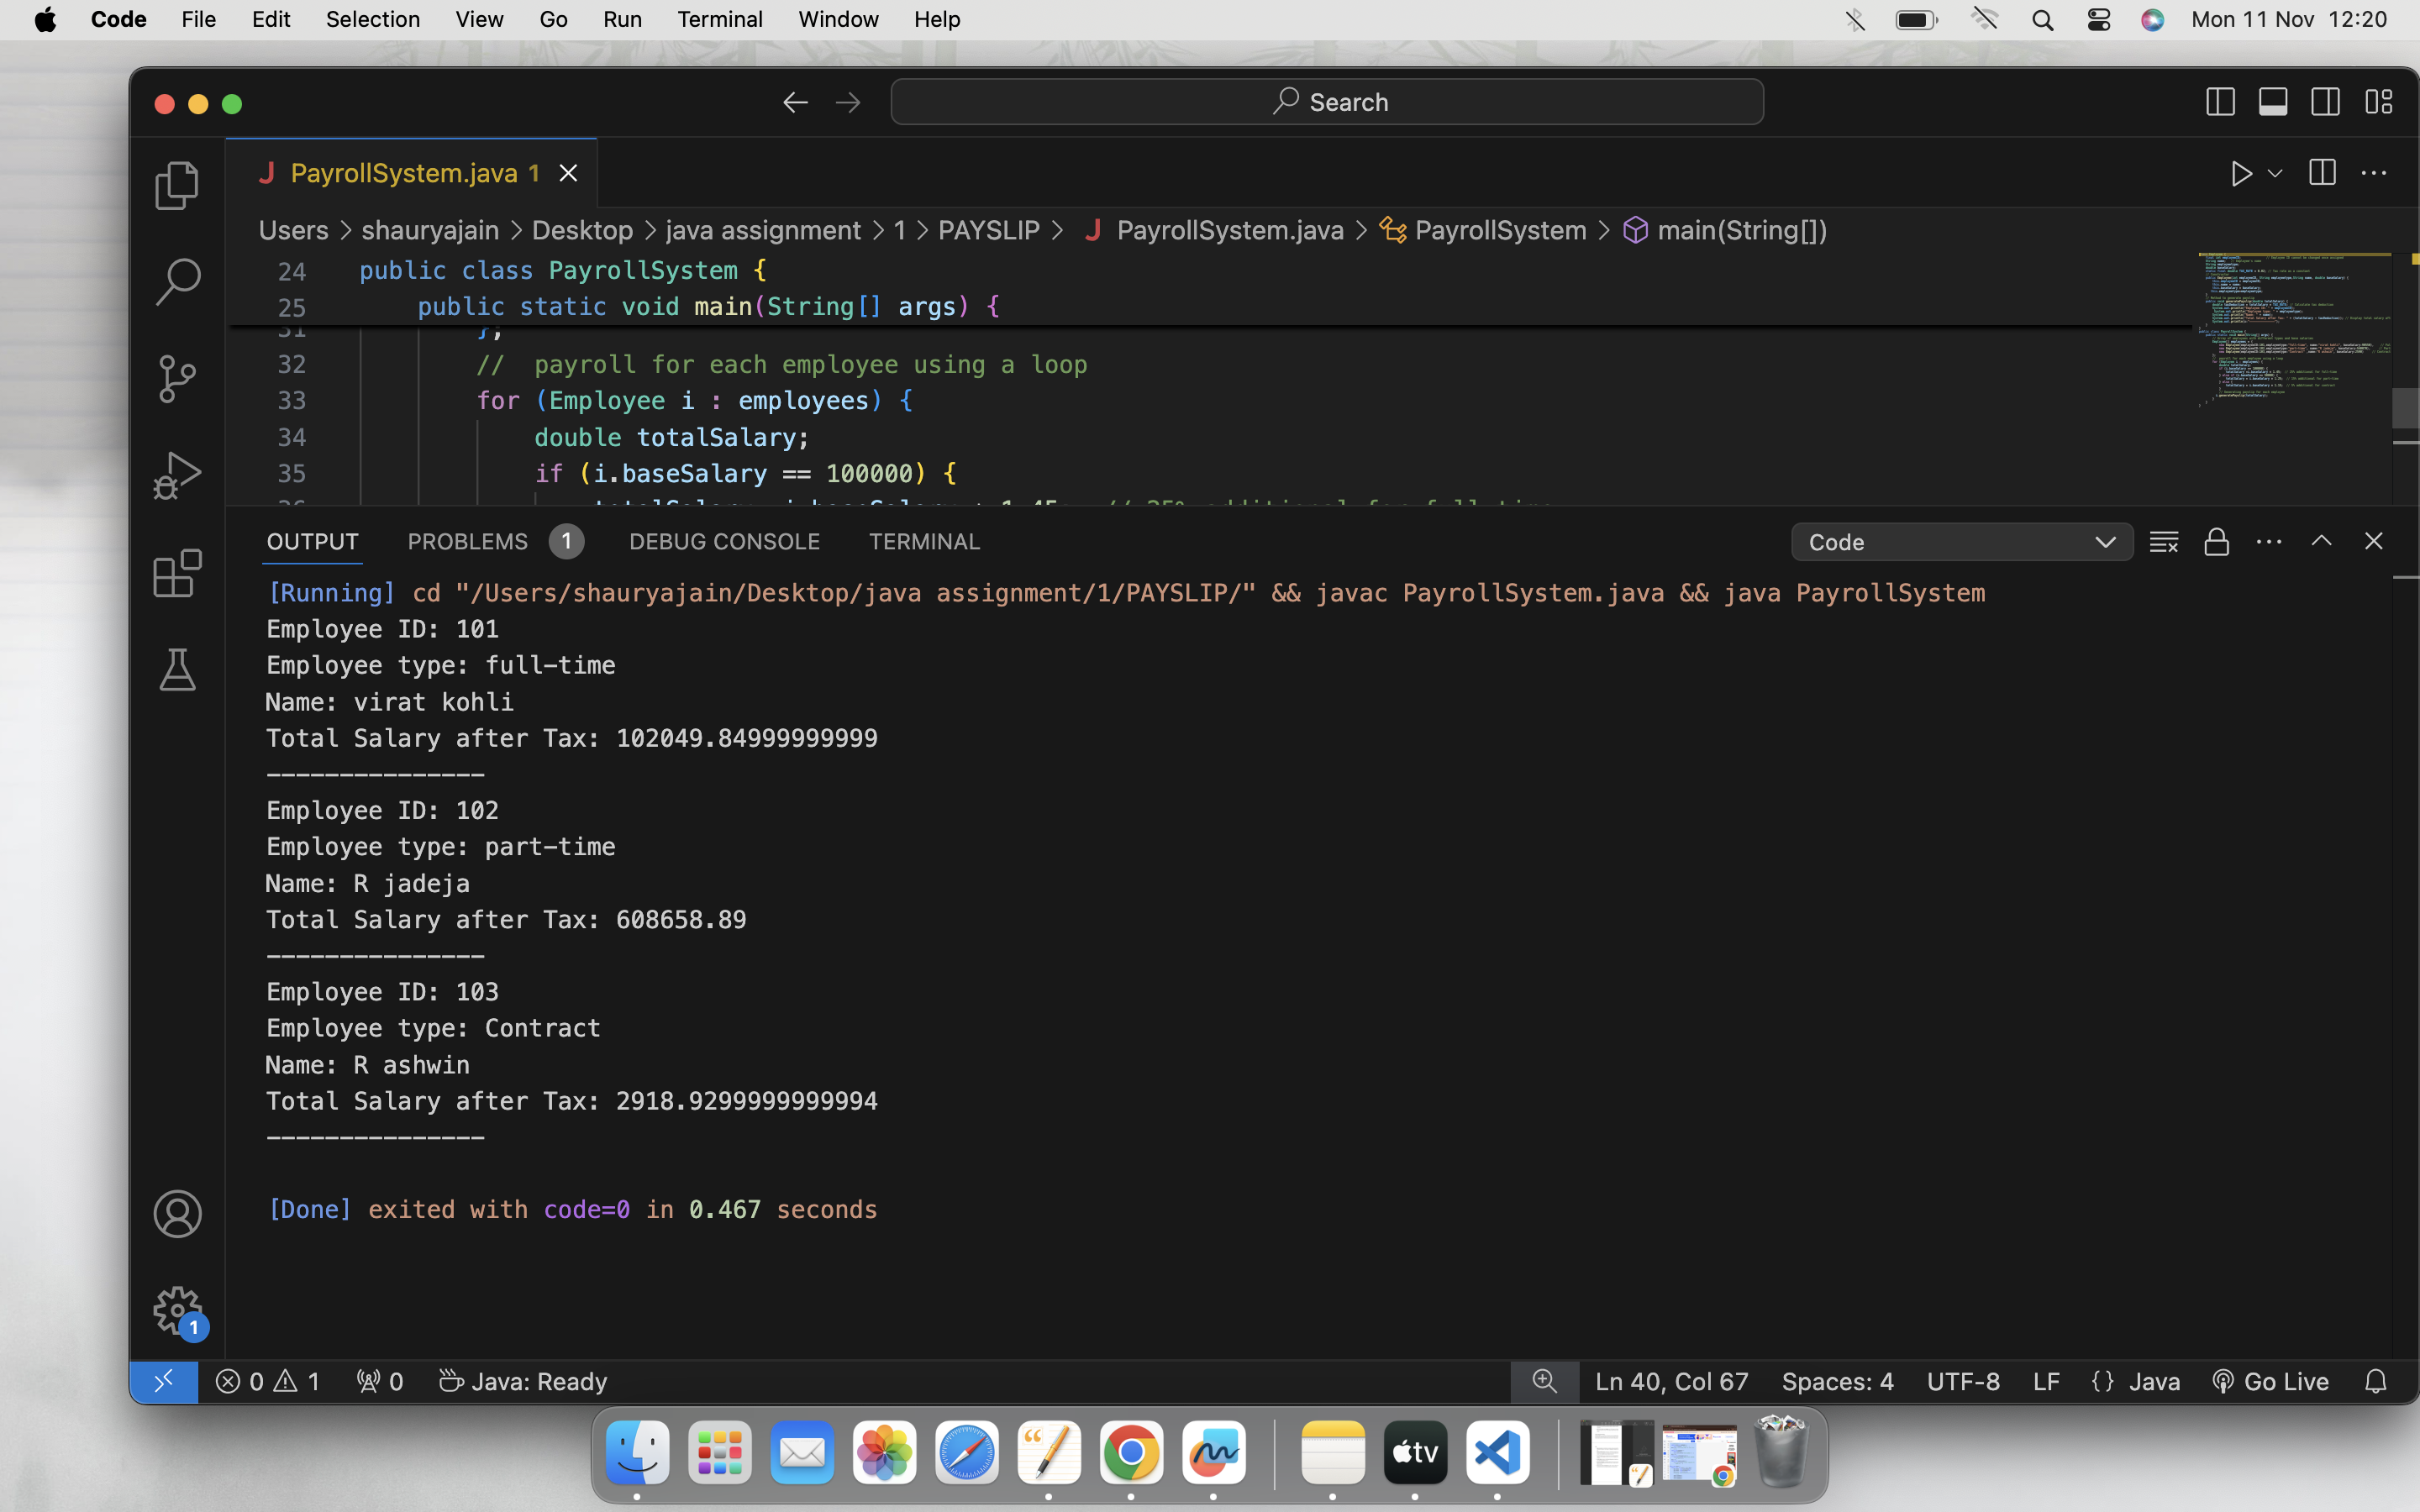 Code File Edit Selection View Go Run Terminal Window Help Mon 11 Nov 12:20
Search
PayrollSystem.java 1
Users > shauryajain > Desktop > java assignment > 1 > PAYSLIP > PayrollSystem.java > PayrollSystem > main(String[])
24 public class PayrollSystem {
25 public static void main(String[] args) {
31 };
32 // payroll for each employee using a loop
33 for (Employee i : employees) {
34 double totalSalary;
35 if (i.baseSalary == 100000) {
OUTPUT PROBLEMS 1 DEBUG CONSOLE TERMINAL Code
[Running] cd "/Users/shauryajain/Desktop/java assignment/1/PAYSLIP/" && javac PayrollSystem.java && java PayrollSystem
Employee ID: 101
Employee type: full-time
Name: virat kohli
Total Salary after Tax: 102049.84999999999
---------------
Employee ID: 102
Employee type: part-time
Name: R jadeja
Total Salary after Tax: 608658.89
---------------
Employee ID: 103
Employee type: Contract
Name: R ashwin
Total Salary after Tax: 2918.9299999999994
---------------
[Done] exited with code=0 in 0.467 seconds
1
0 1 0 Java: Ready Ln 40, Col 67 Spaces: 4 UTF-8 LF {} Java Go Live
tv